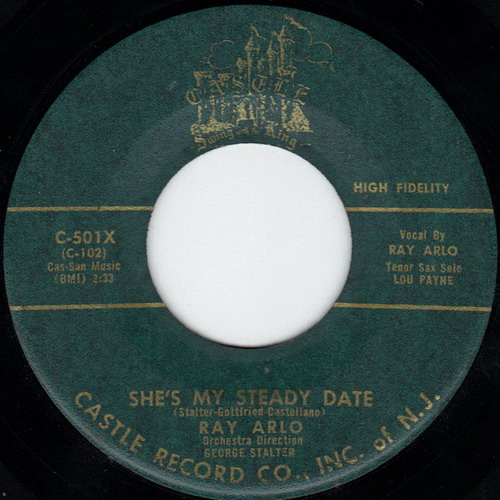 CASTLE
Swing is King
HIGH FIDELITY
C-501X
(C-102)
Cas-San Music
(BMI) 2:33
Vocal By
RAY ARLO
Tenor Sax Solo
LOU PAYNE
SHE'S MY STEADY DATE
(Stalter-Gottfried-Castellano)
RAY ARLO
Orchestra Direction
GEORGE STALTER
CASTLE RECORD CO., INC. of N.J.